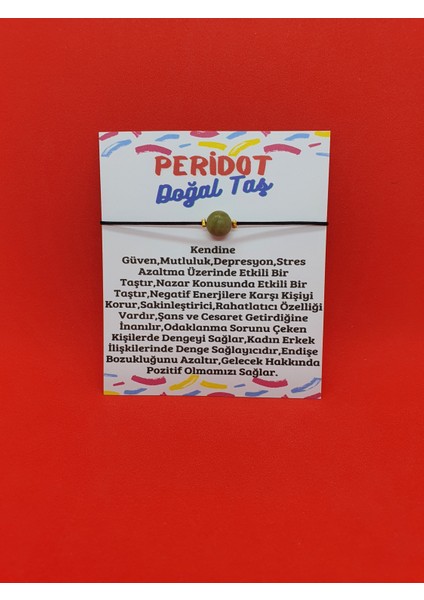 PERİDOT
Doğal Taş
Kendine
Güven,Mutluluk,Depresyon,Stres
Azaltma Üzerinde Etkili Bir
Taştır,Nazar Konusunda Etkili Bir
Taştır,Negatif Enerjilere Karşı Kişiyi
Korur,Sakinleştirici,Rahatlatıcı Özelliği
Vardır,Şans ve Cesaret Getirdiğine
İnanılır,Odaklanma Sorunu Çeken
Kişilerde Dengeyi Sağlar,Kadın Erkek
İlişkilerinde Denge Sağlayıcıdır,Endişe
Bozukluğunu Azaltır,Gelecek Hakkında
Pozitif Olmamızı Sağlar.